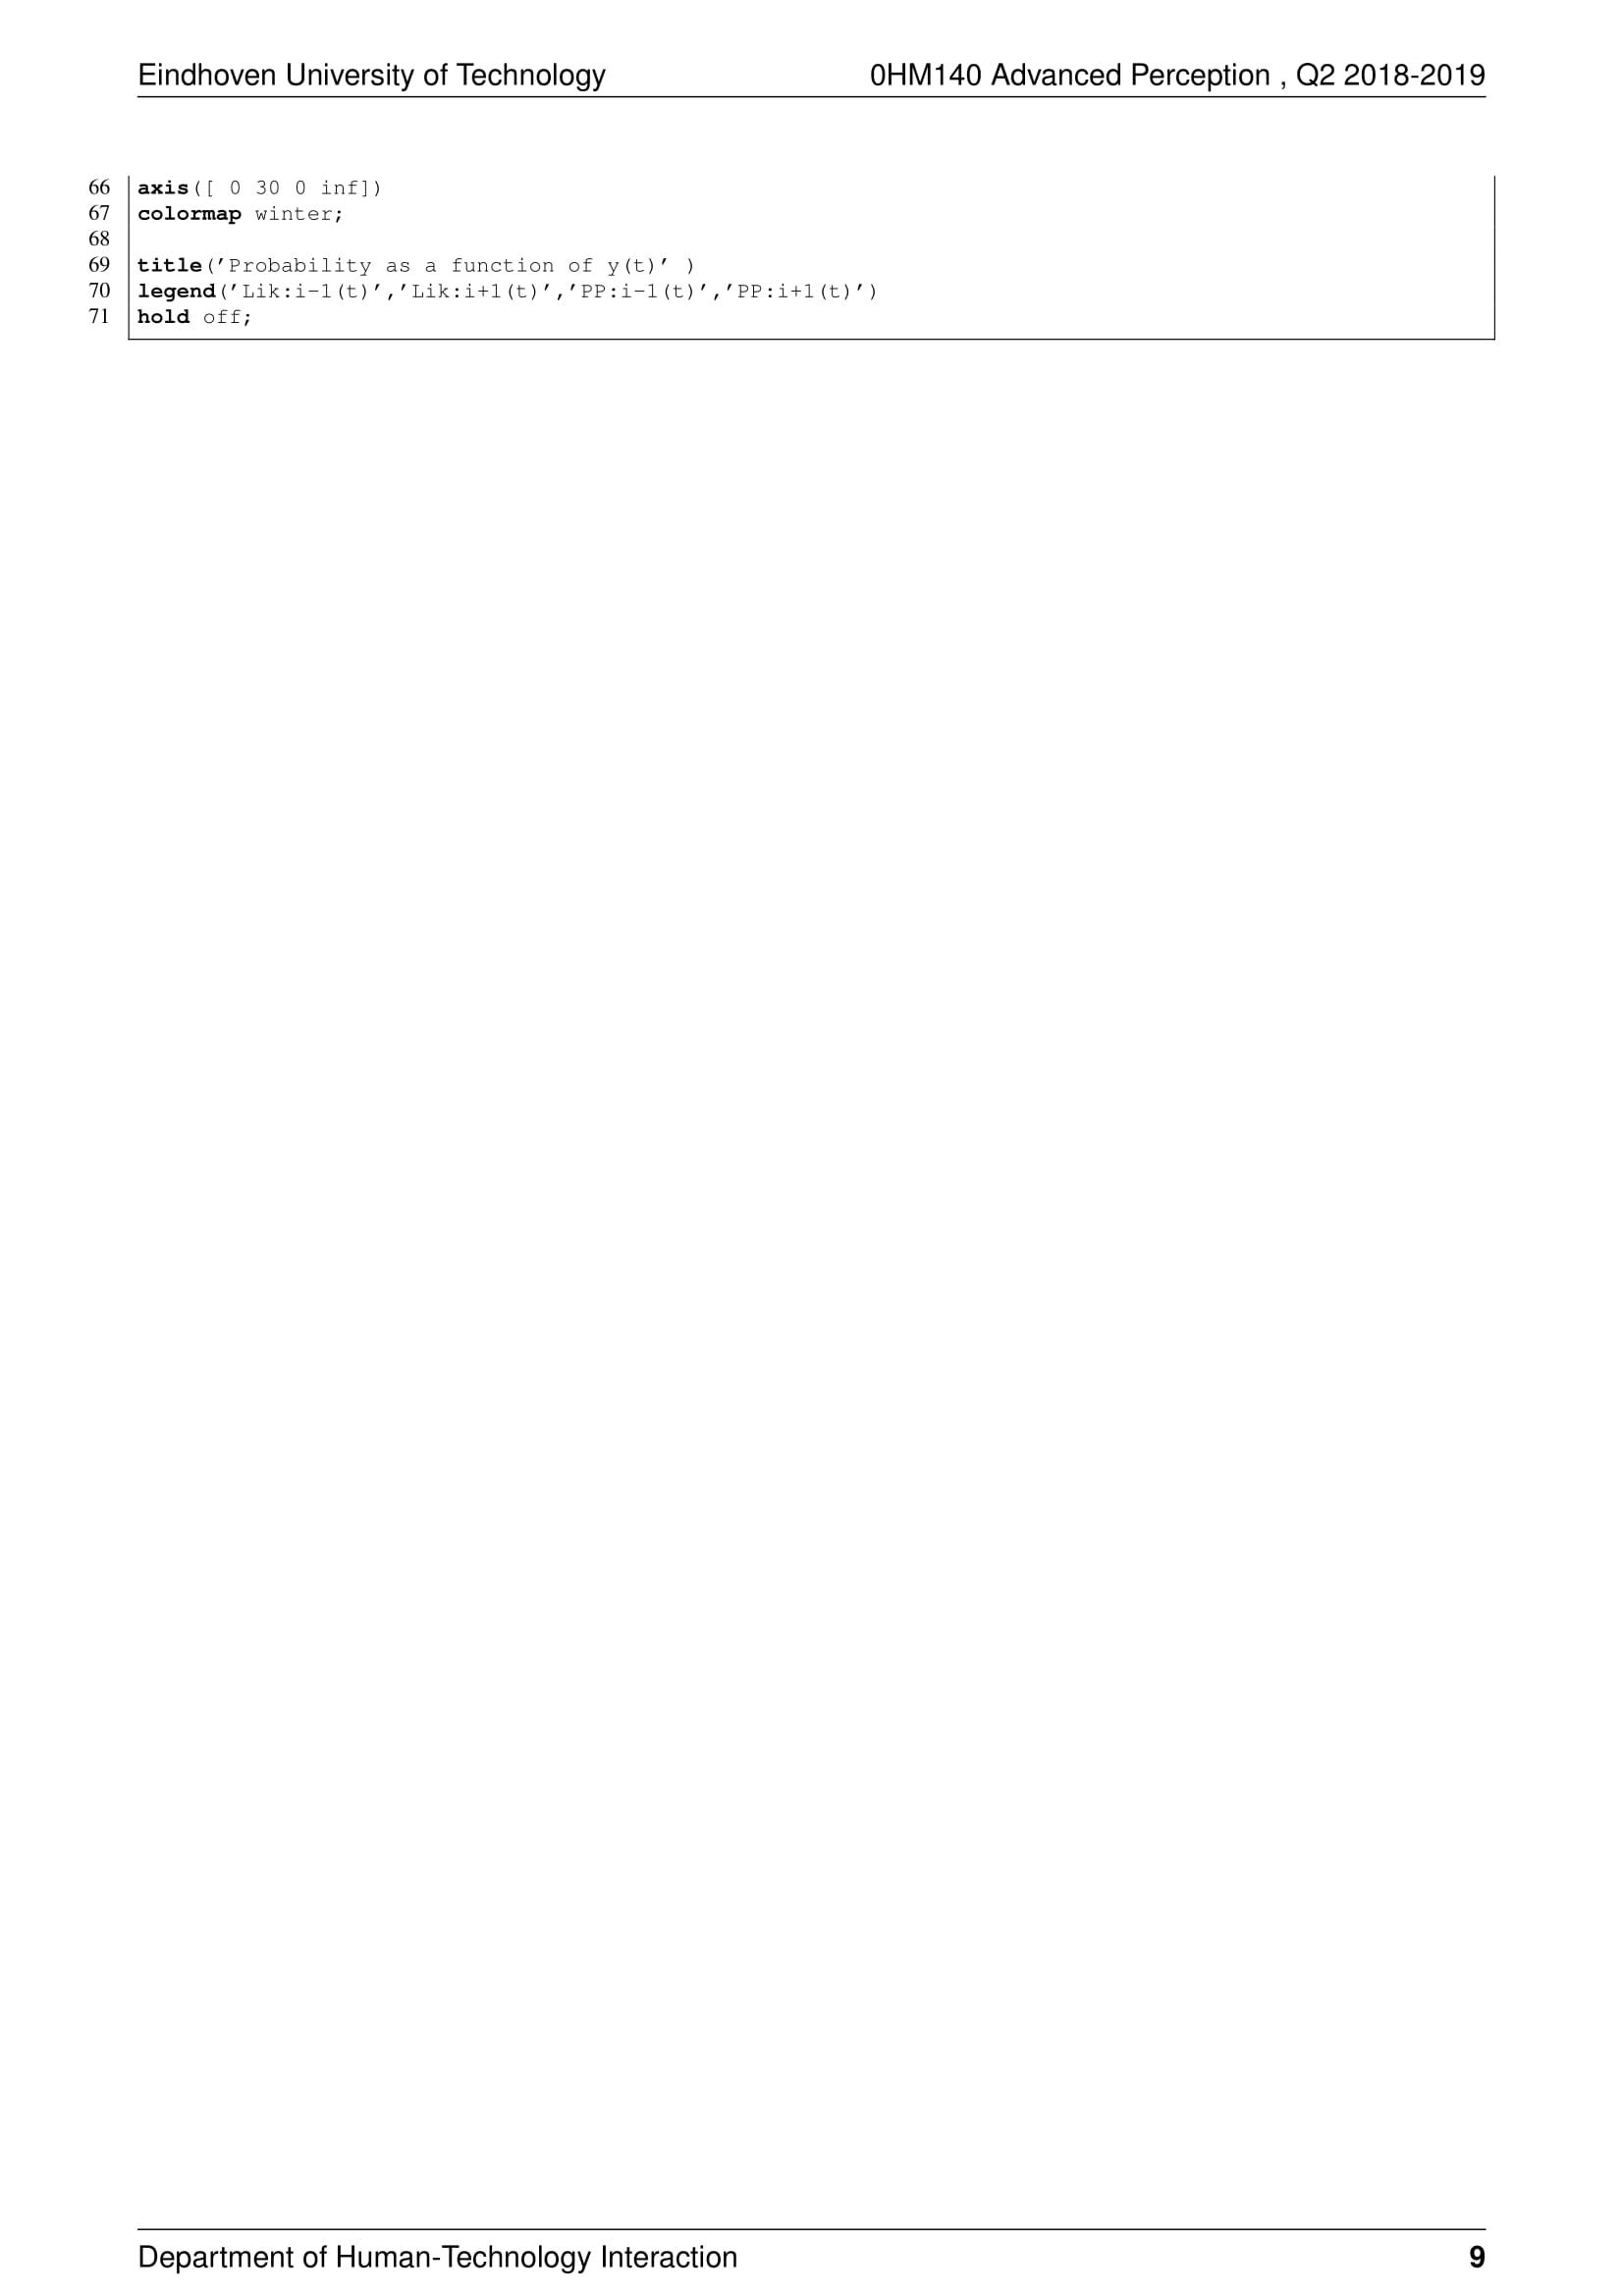 Eindhoven University of Technology 0HM140 Advanced Perception , Q2 2018-2019
66 axis([ 0 30 0 inf])
67 colormap winter;
68
69 title('Probability as a function of y(t)' )
70 legend('Lik:i-1(t)','Lik:i+1(t)','PP:i-1(t)','PP:i+1(t)')
71 hold off;
Department of Human-Technology Interaction 9